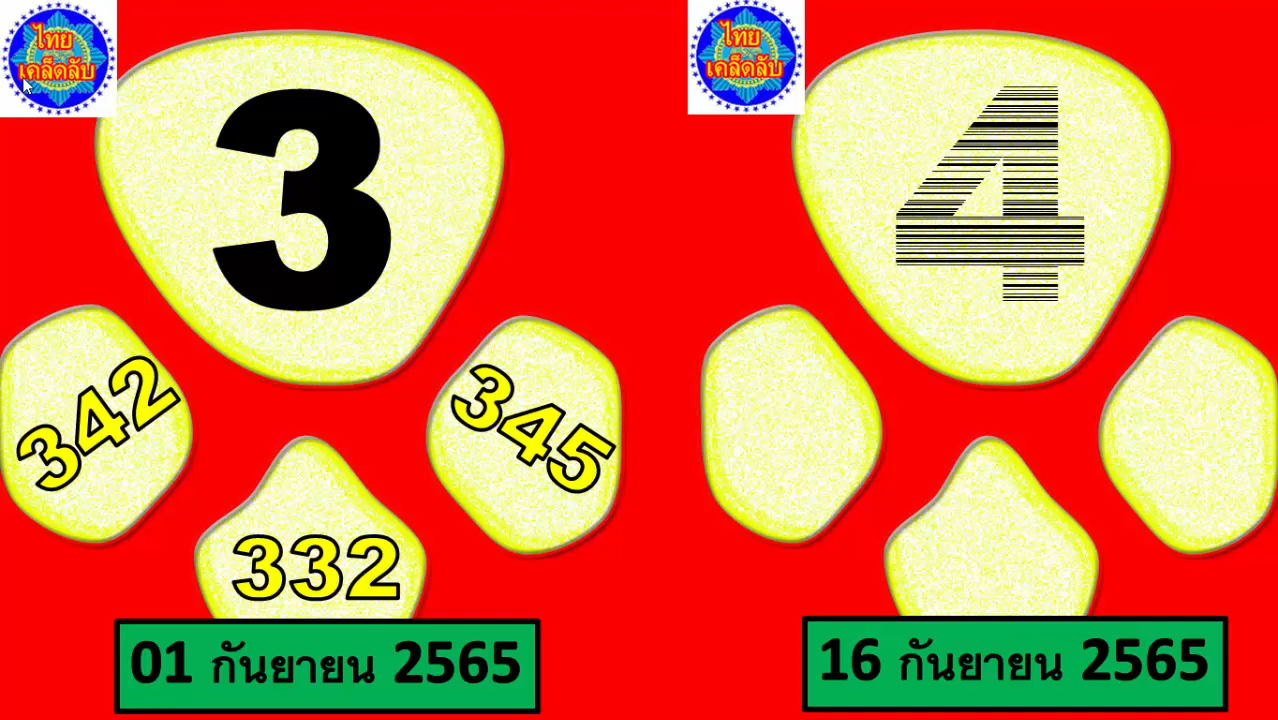 ไทย
เคล็ดลับ
3
342
345
332
01 กันยายน 2565
ไทย
เคล็ดลับ
4
16 กันยายน 2565